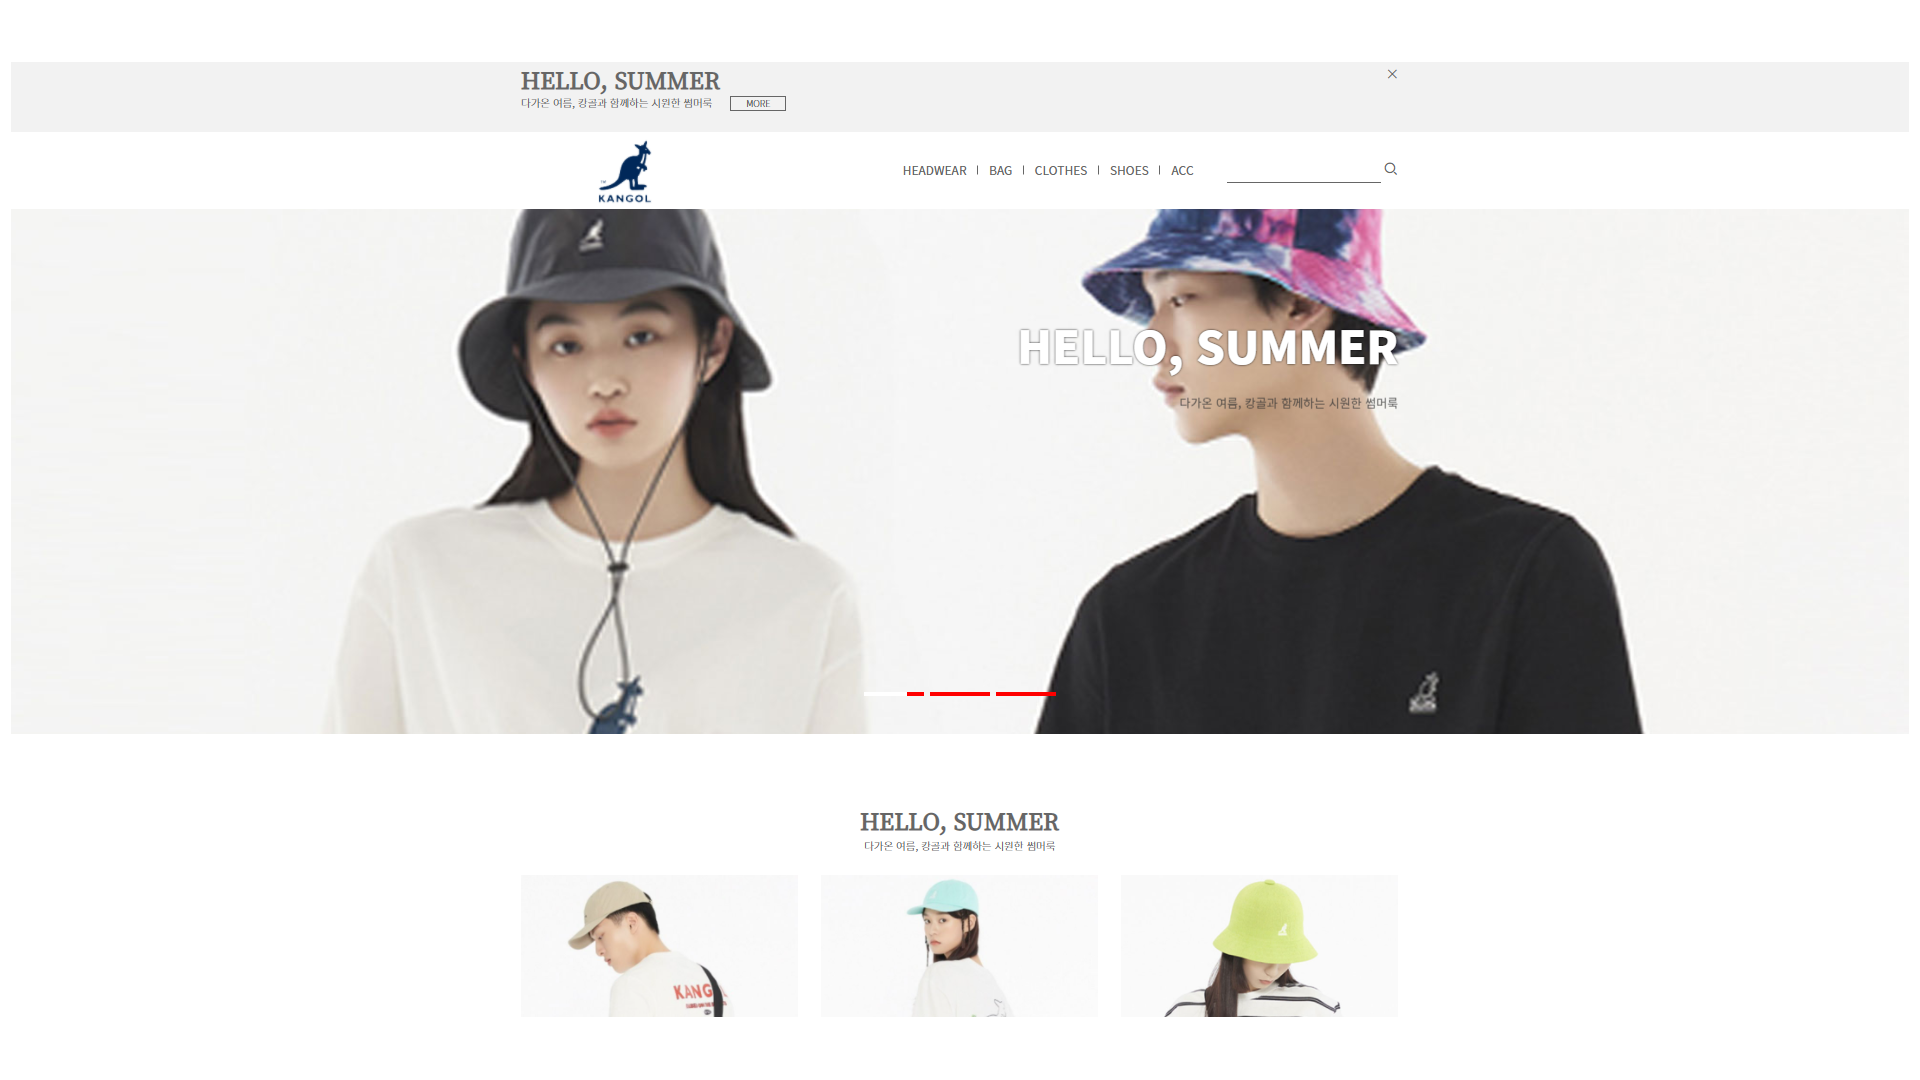 HELLO, SUMMER
다가온 여름, 캉골과 함께하는 시원한 썸머룩
MORE
KANGOL
HEADWEAR
BAG
CLOTHES
SHOES
ACC
HELLO, SUMMER
다가온 여름, 캉골과 함께하는 시원한 썸머룩
HELLO, SUMMER
다가온 여름, 캉골과 함께하는 시원한 썸머룩
KANGOL